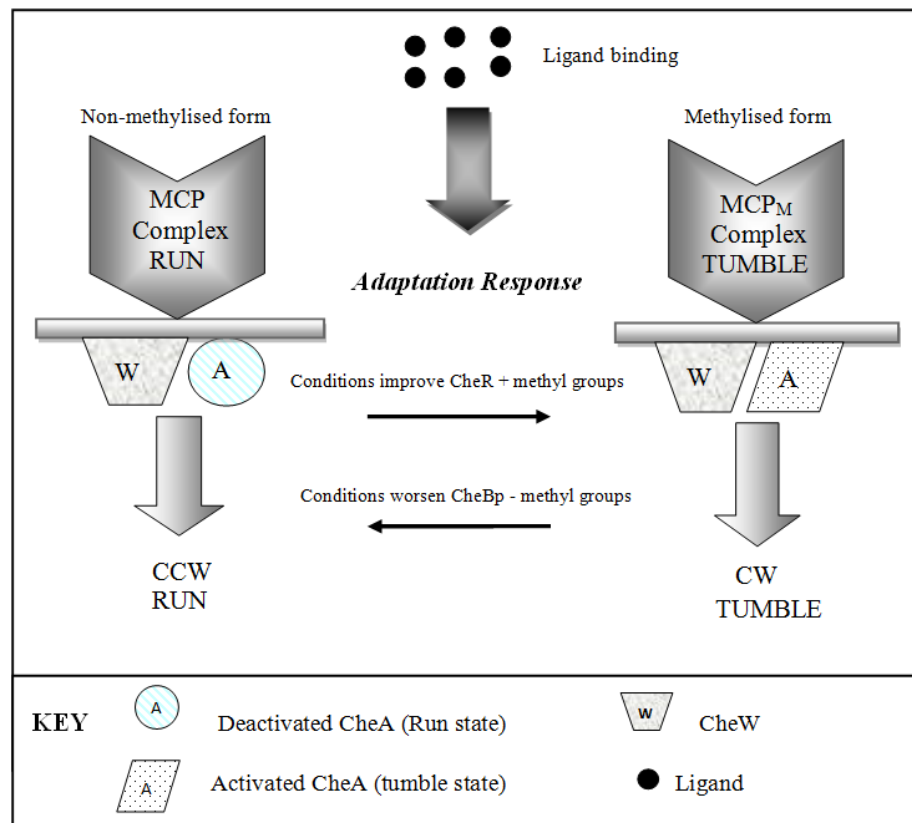 Ligand binding
Non-methylised form
Methylised form
MCP
Complex
RUN
MCPM
Complex
TUMBLE
Adaptation Response
W
A
W
A
Conditions improve CheR + methyl groups
Conditions worsen CheBp - methyl groups
CCW
RUN
CW
TUMBLE
KEY
A
Deactivated CheA (Run state)
W
CheW
A
Activated CheA (tumble state)
Ligand